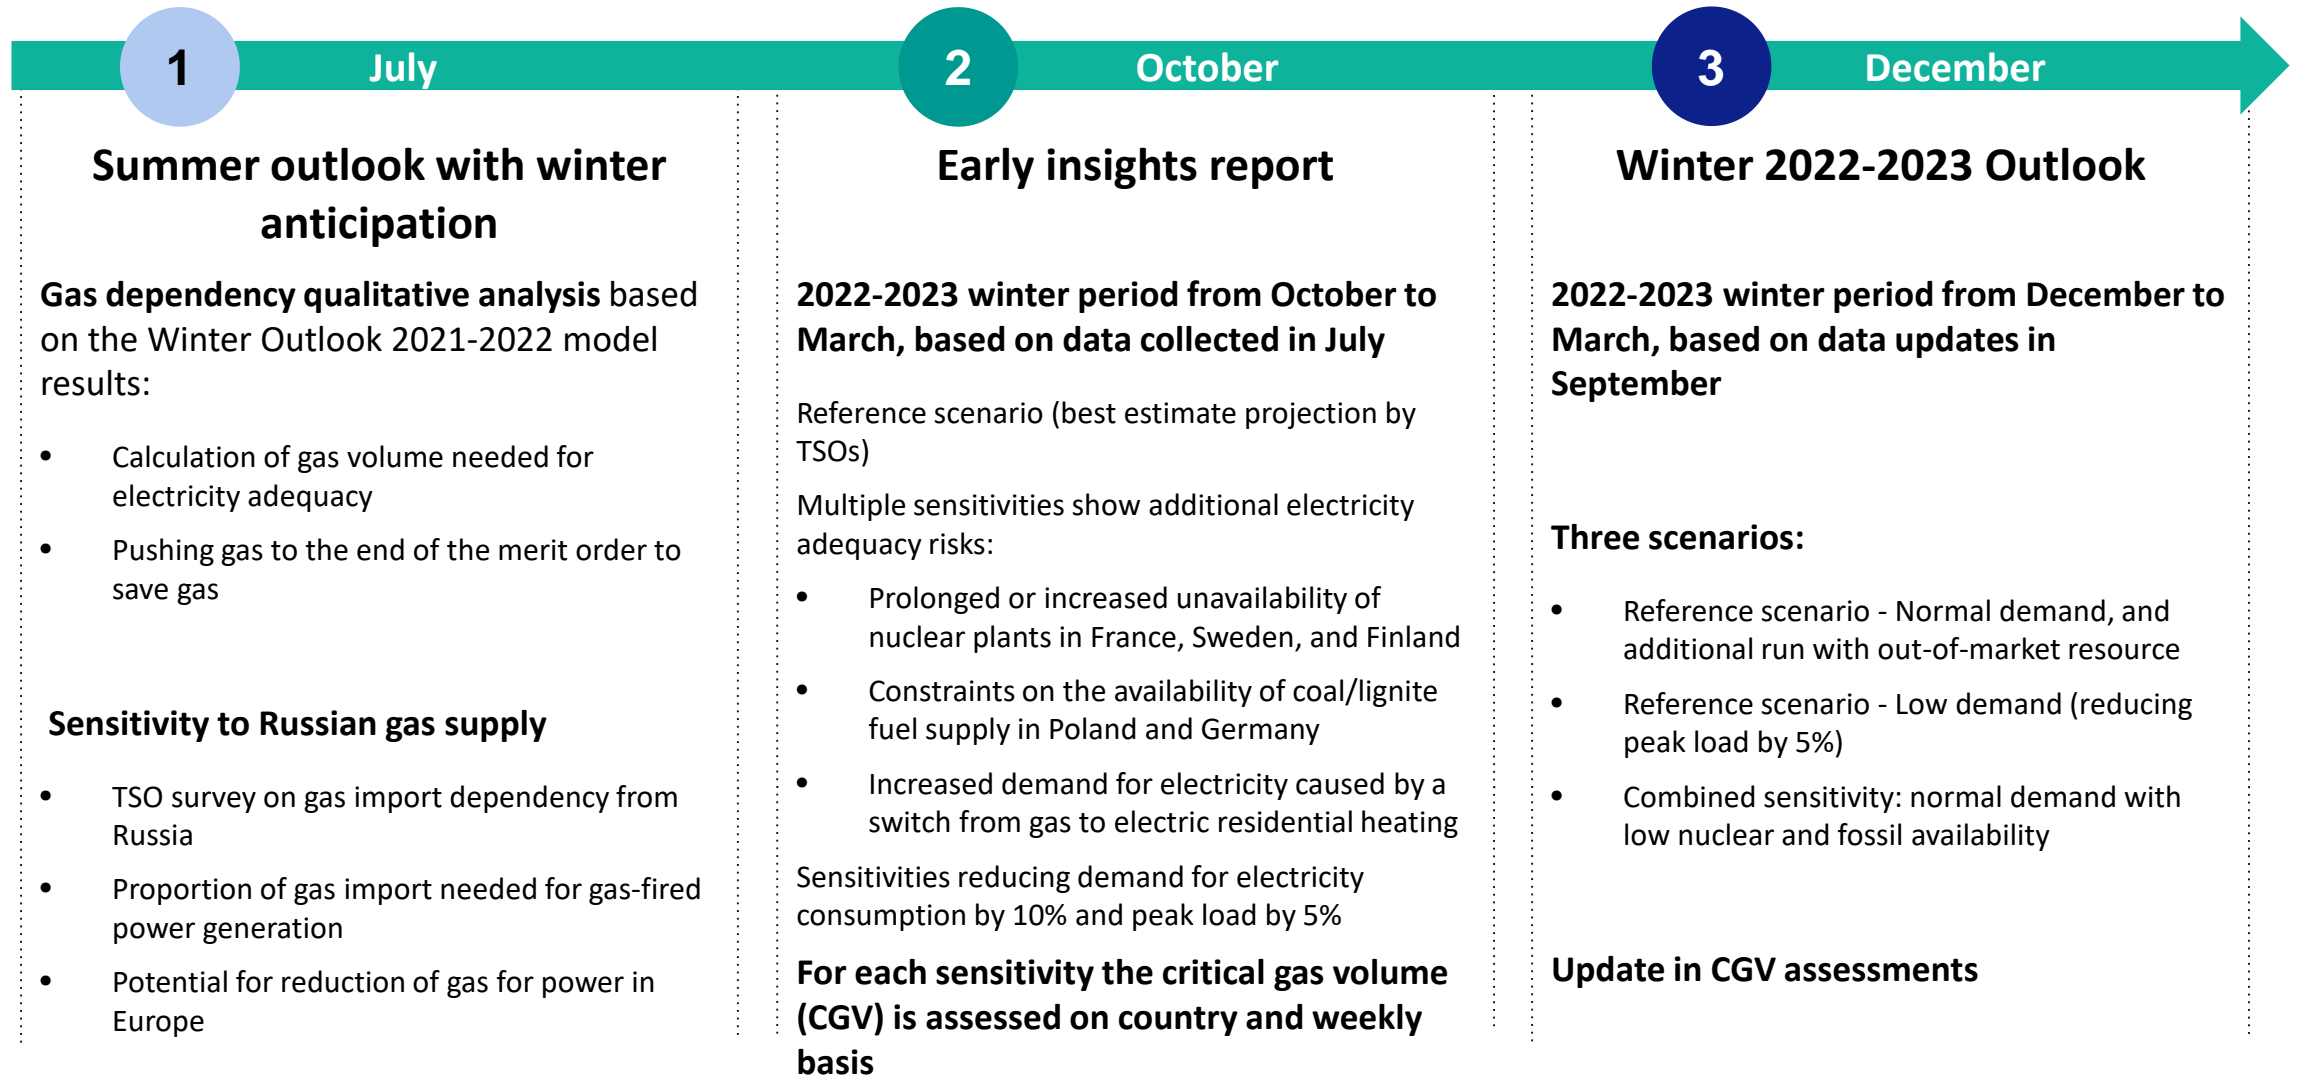 1
July
Summer outlook with winter
anticipation
Gas dependency qualitative analysis based
on the Winter Outlook 2021-2022 model
results:
• Calculation of gas volume needed for
electricity adequacy
• Pushing gas to the end of the merit order to
save gas
Sensitivity to Russian gas supply
• TSO survey on gas import dependency from
Russia
• Proportion of gas import needed for gas-fired
power generation
• Potential for reduction of gas for power in
Europe
2
October
Early insights report
2022-2023 winter period from October to
March, based on data collected in July
Reference scenario (best estimate projection by
TSOs)
Multiple sensitivities show additional electricity
adequacy risks:
• Prolonged or increased unavailability of
nuclear plants in France, Sweden, and Finland
• Constraints on the availability of coal/lignite
fuel supply in Poland and Germany
• Increased demand for electricity caused by a
switch from gas to electric residential heating
Sensitivities reducing demand for electricity
consumption by 10% and peak load by 5%
For each sensitivity the critical gas volume
(CGV) is assessed on country and weekly
basis
3
December
Winter 2022-2023 Outlook
2022-2023 winter period from December to
March, based on data updates in
September
Three scenarios:
• Reference scenario - Normal demand, and
additional run with out-of-market resource
• Reference scenario - Low demand (reducing
peak load by 5%)
• Combined sensitivity: normal demand with
low nuclear and fossil availability
Update in CGV assessments